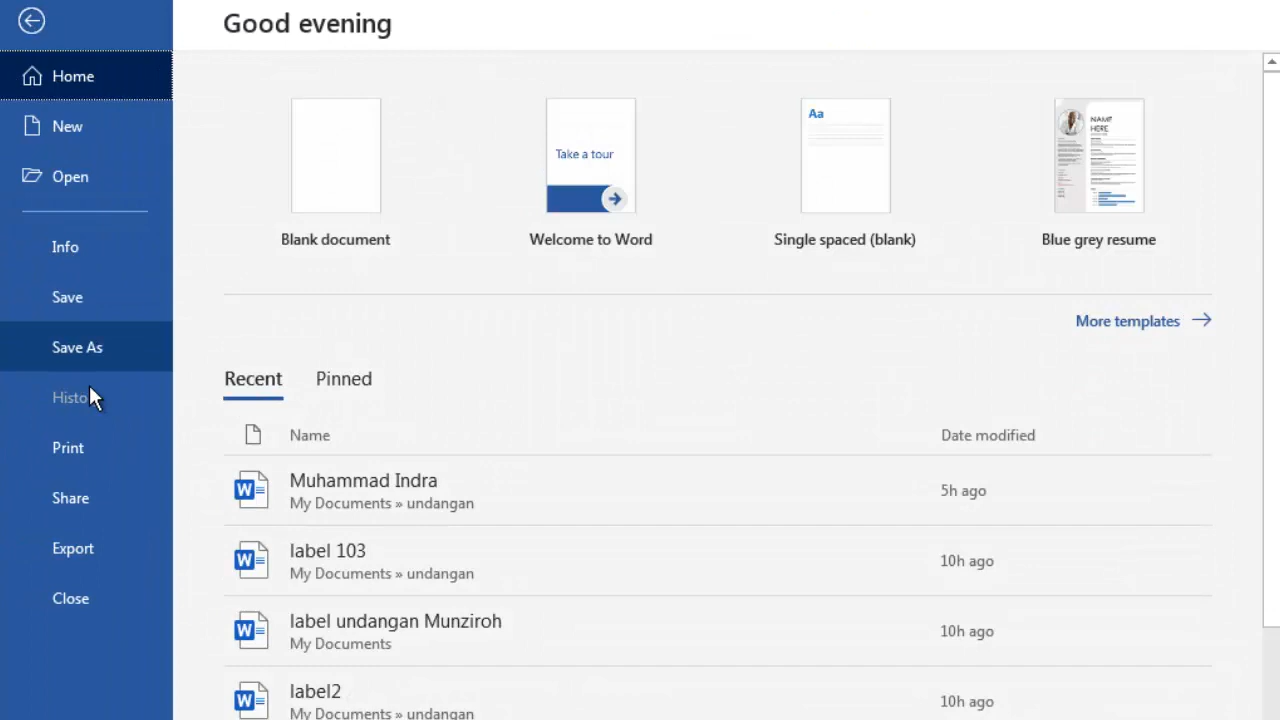 Good evening
Home
New
Open
Info
Save
Save As
Histo
Print
Share
Export
Close
Take a tour
Aa
NAME
HERE
Blank document
Welcome to Word
Single spaced (blank)
Blue grey resume
More templates
Recent
Pinned
Name
Date modified
Muhammad Indra
5h ago
My Documents » undangan
label 103
10h ago
My Documents » undangan
label undangan Munziroh
10h ago
My Documents
label2
10h ago
My Documents » undangan